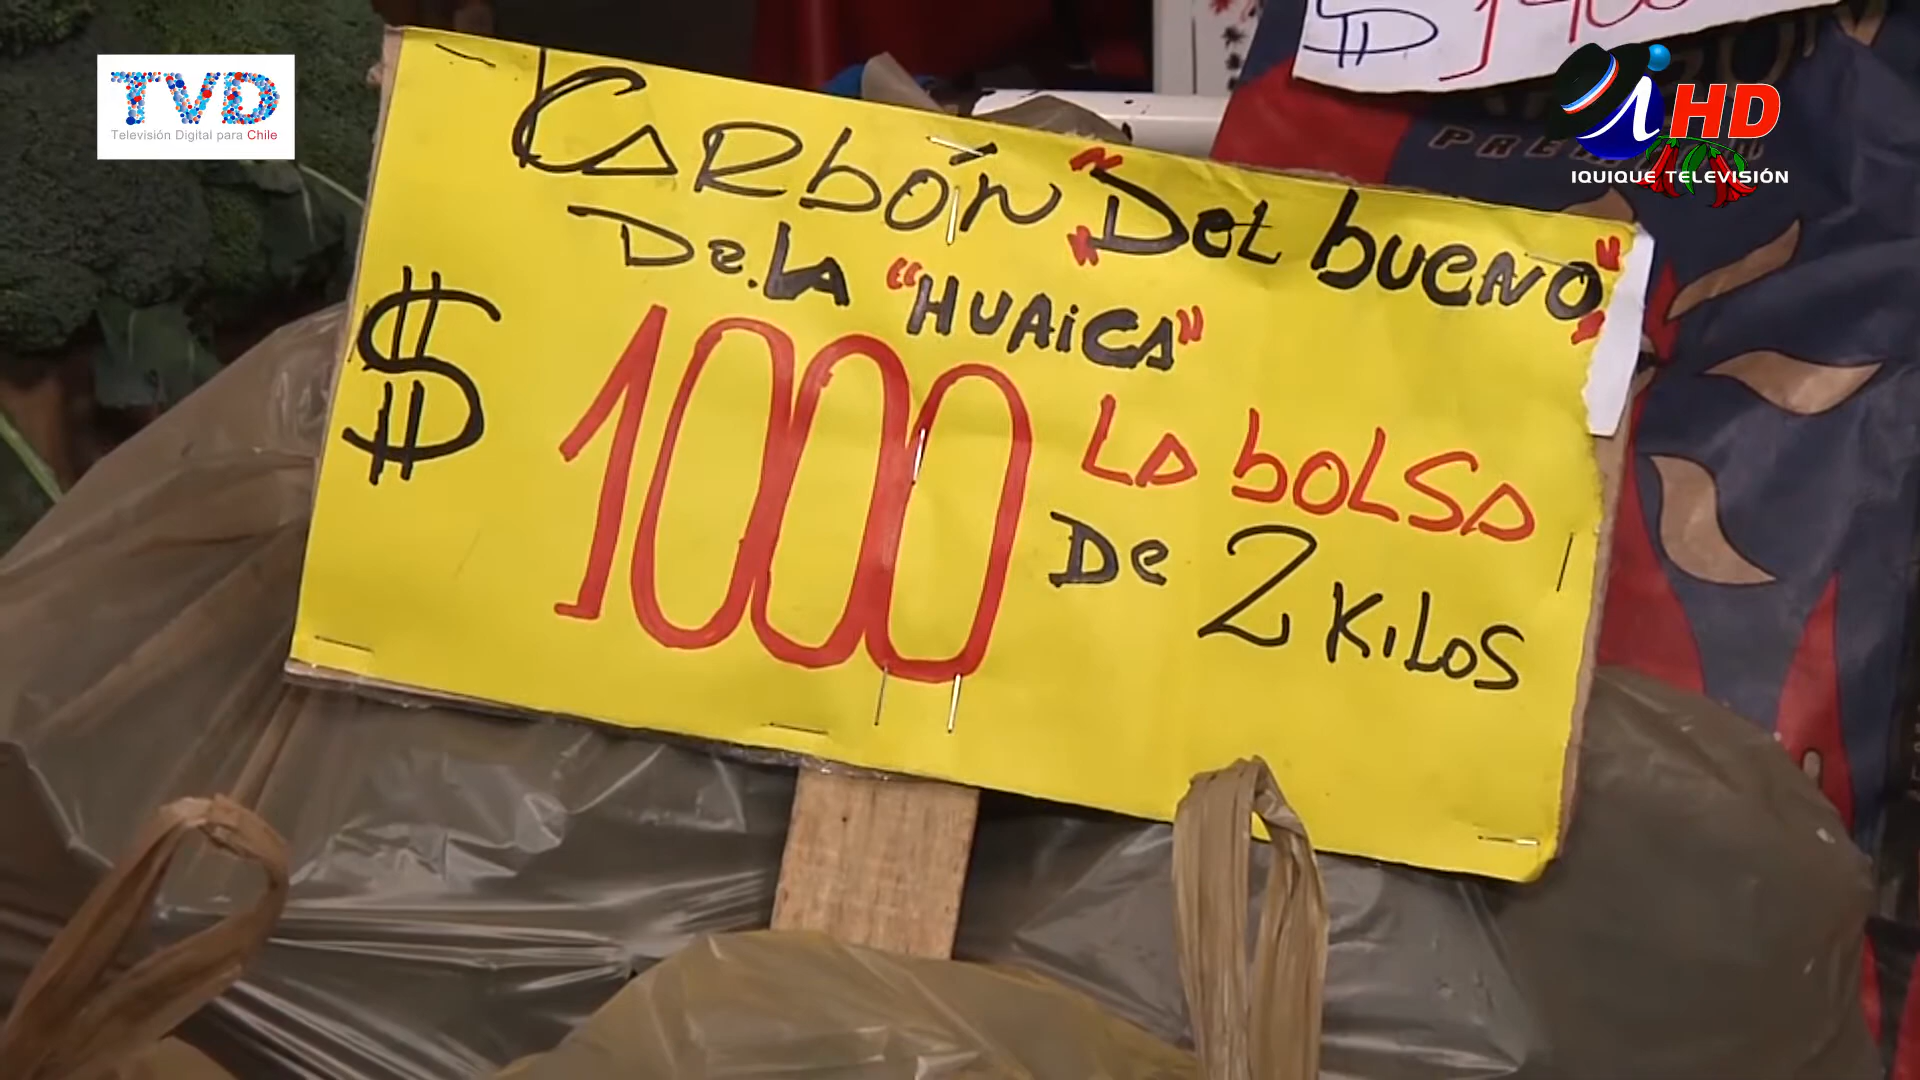 TVD
Televisión Digital para Chile
iHD
IQUIQUE TELEVISIÓN
Carbón "Del bueno"
De.la "HUAiCA"
$ 1000 La bolsa
De 2 Kilos